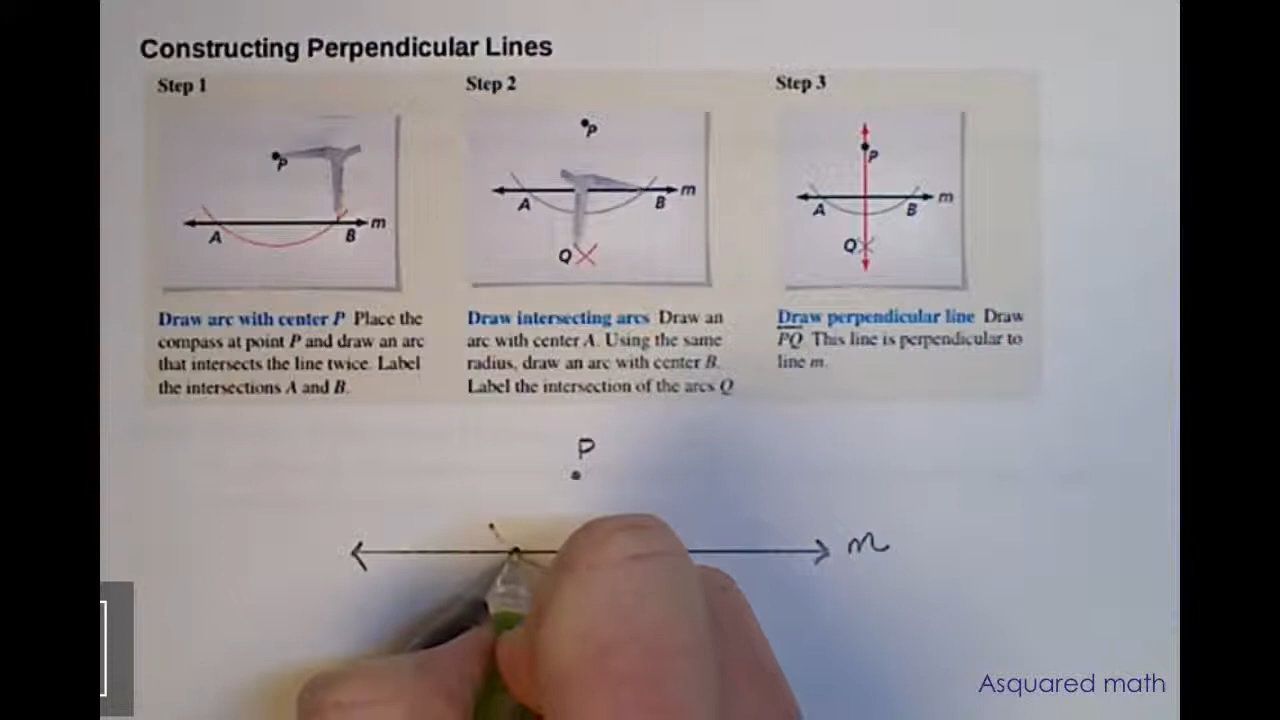 Constructing Perpendicular Lines
Step 1
Step 2
Step 3
P
A
B
m
P
A
B
m
Q
P
A
B
m
Q
Draw arc with center P Place the
compass at point P and draw an arc
that intersects the line twice. Label
the intersections A and B.
Draw intersecting arcs Draw an
arc with center A. Using the same
radius, draw an arc with center B.
Label the intersection of the arcs Q
Draw perpendicular line Draw
PQ This line is perpendicular to
line m.
P
m
Asquared math